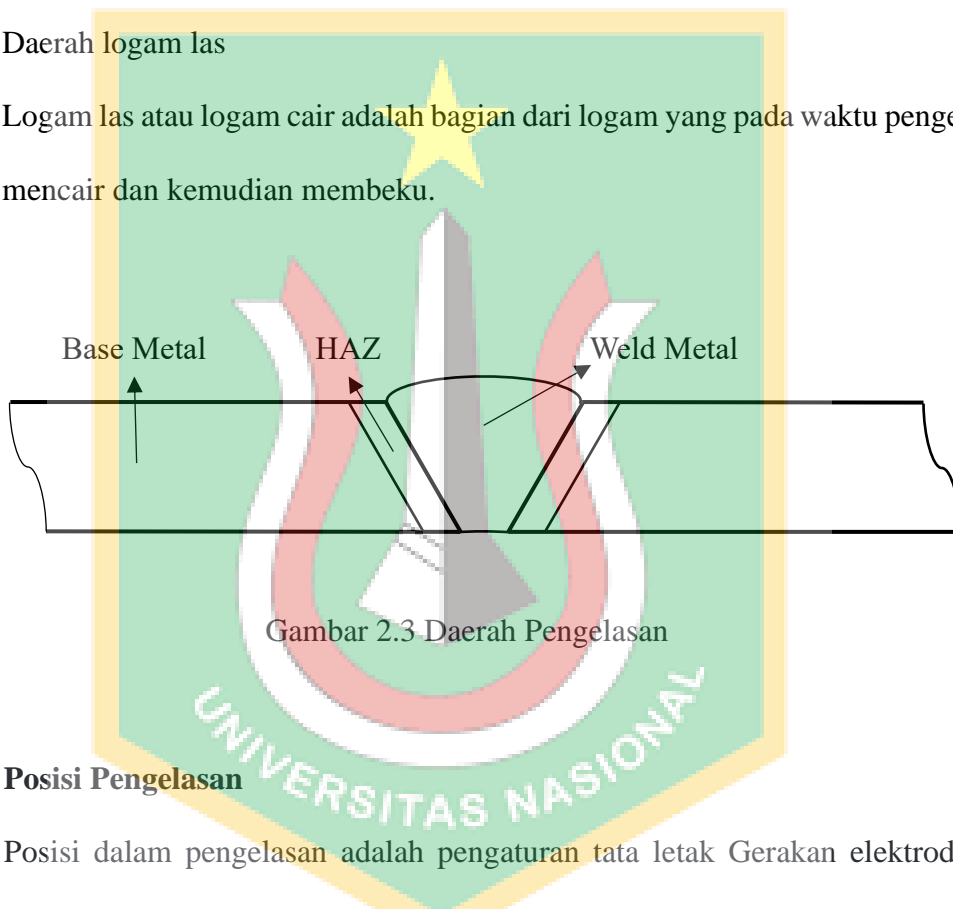 Daerah logam las
Logam las atau logam cair adalah bagian dari logam yang pada waktu penge
mencair dan kemudian membeku.
Base Metal HAZ Weld Metal
Gambar 2.3 Daerah Pengelasan
UNIVERSITAS NASIONAL
Posisi Pengelasan
Posisi dalam pengelasan adalah pengaturan tata letak Gerakan elektrod